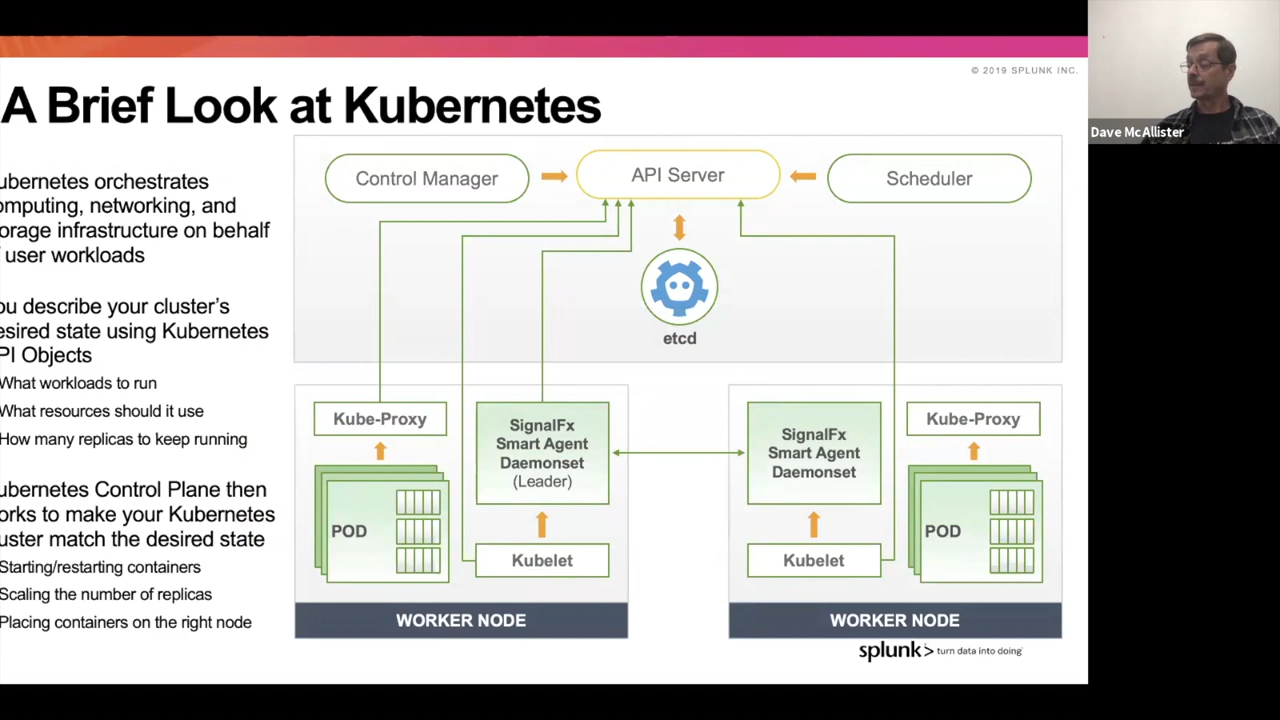 © 2019 SPLUNK INC.
A Brief Look at Kubernetes
Dave McAllister
ubernetes orchestrates
omputing, networking, and
orage infrastructure on behalf
f user workloads
ou describe your cluster's
esired state using Kubernetes
PI Objects
What workloads to run
What resources should it use
How many replicas to keep running
ubernetes Control Plane then
orks to make your Kubernetes
uster match the desired state
Starting/restarting containers
Scaling the number of replicas
Placing containers on the right node
Control Manager
API Server
Scheduler
etcd
Kube-Proxy
SignalFx
Smart Agent
Daemonset
(Leader)
POD
Kubelet
WORKER NODE
SignalFx
Smart Agent
Daemonset
Kube-Proxy
Kubelet
POD
WORKER NODE
splunk> turn data into doing